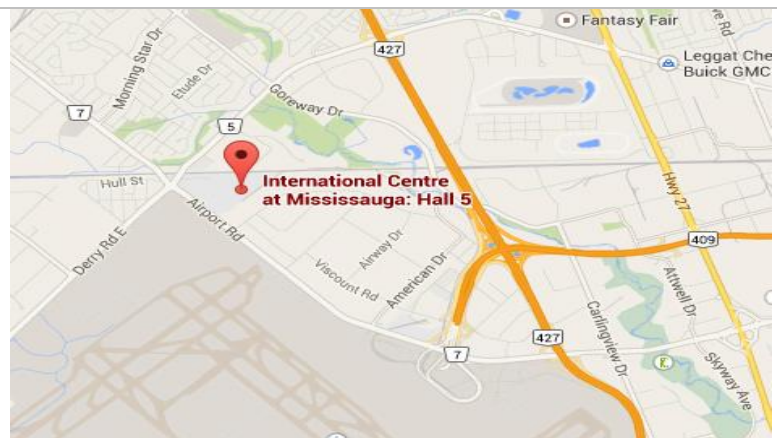 Fantasy Fair
427
Leggat Che
Buick GMC
Morning Star Dr
Etude Dr
Goreway Dr
7
5
Hull St
International Centre
at Mississauga: Hall 5
Hwy 27
Derry Rd E
Airport Rd
Airway Dr
Viscount Rd
American Dr
409
Attwell Dr
Carlingview Dr
427
7
Skyway Ave